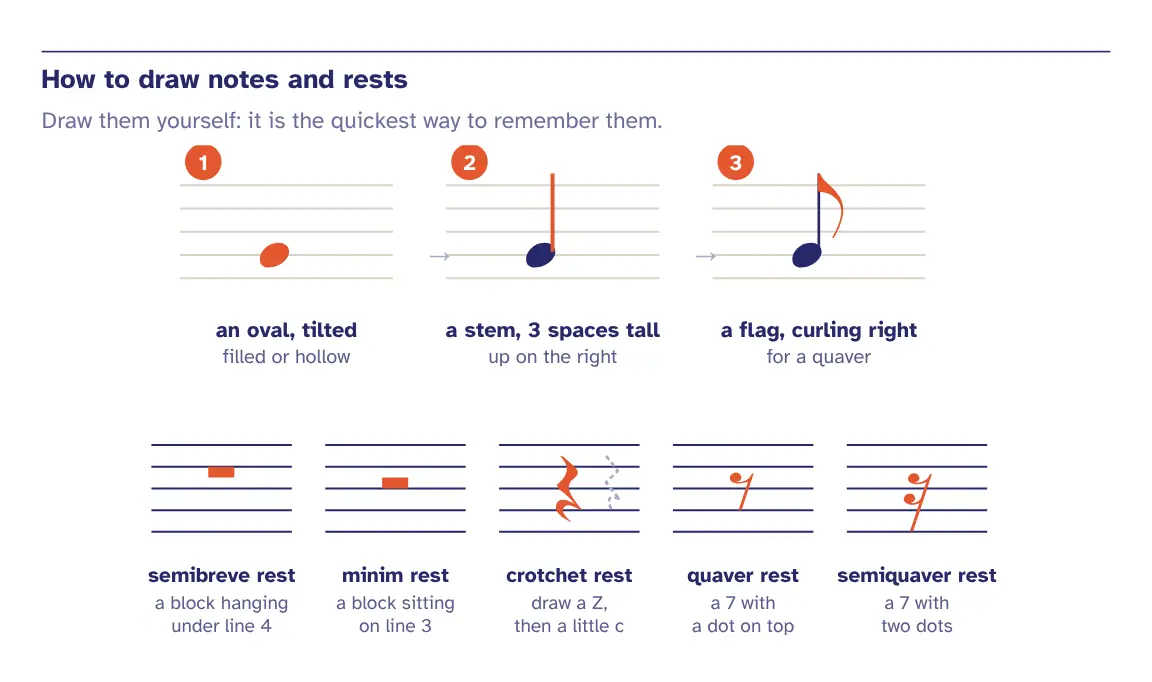 How to draw notes and rests
Draw them yourself: it is the quickest way to remember them.
1
2
3
→
→
an oval, tilted
filled or hollow
a stem, 3 spaces tall
up on the right
a flag, curling right
for a quaver
semibreve rest
a block hanging
under line 4
minim rest
a block sitting
on line 3
crotchet rest
draw a Z,
then a little c
quaver rest
a 7 with
a dot on top
semiquaver rest
a 7 with
two dots